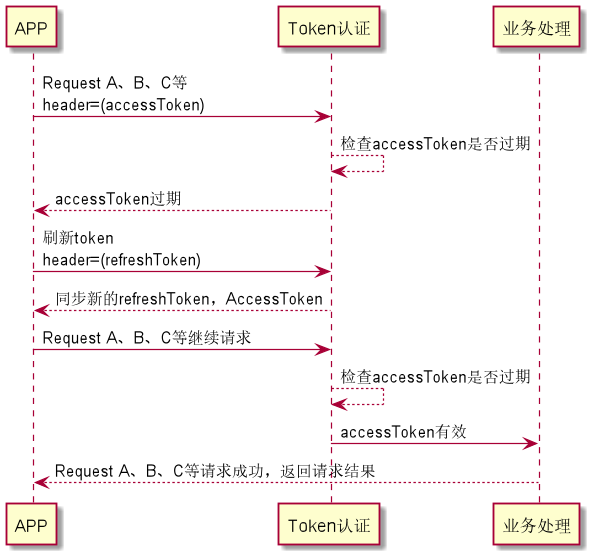 APP
Token认证
业务处理
Request A、B、C等
header=(accessToken)
检查accessToken是否过期
accessToken过期
刷新token
header=(refreshToken)
同步新的refreshToken，AccessToken
Request A、B、C等继续请求
检查accessToken是否过期
accessToken有效
Request A、B、C等请求成功，返回请求结果
APP
Token认证
业务处理